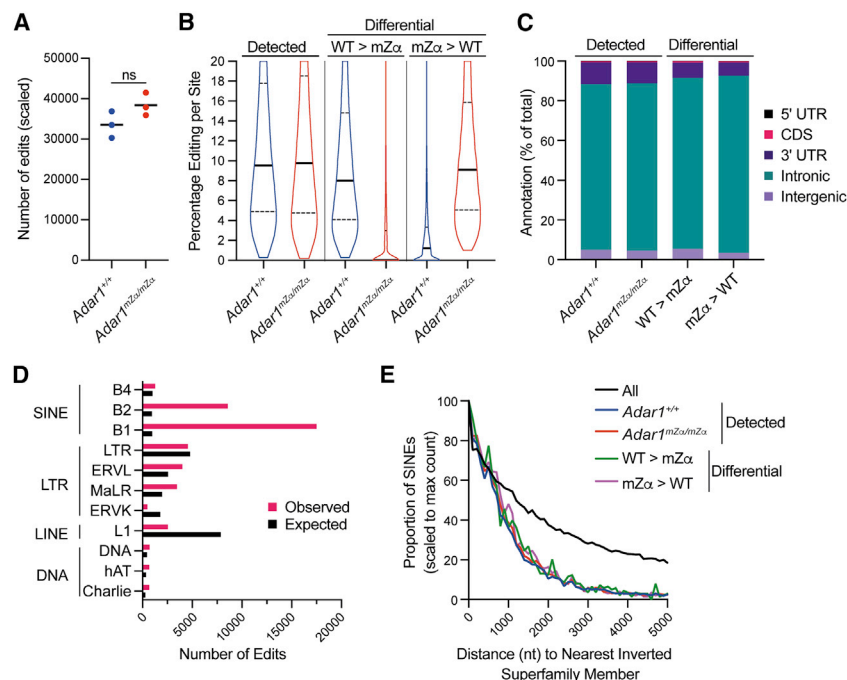 A
B
C
Differential
Detected
WT > mZα
mZα > WT
Detected
Differential
ns
Number of edits (scaled)
50000
40000
30000
20000
10000
0
Adar1+/+
Adar1mZα/mZα
Percentage Editing per Site
20
18
16
14
12
10
8
6
4
2
0
Adar1+/+
Adar1mZα/mZα
Adar1+/+
Adar1mZα/mZα
Adar1+/+
Adar1mZα/mZα
Annotation (% of total)
100
80
60
40
20
0
Adar1+/+
Adar1mZα/mZα
WT > mZα
mZα > WT
5' UTR
CDS
3' UTR
Intronic
Intergenic
D
SINE
B4
B2
B1
LTR
LTR
ERVL
MaLR
ERVK
LINE
L1
DNA
DNA
hAT
Charlie
Observed
Expected
0
5000
10000
15000
20000
Number of Edits
E
Proportion of SINEs
(scaled to max count)
100
80
60
40
20
0
0
1000
2000
3000
4000
5000
Distance (nt) to Nearest Inverted
Superfamily Member
All
Adar1+/+
Adar1mZα/mZα
Detected
WT > mZα
mZα > WT
Differential